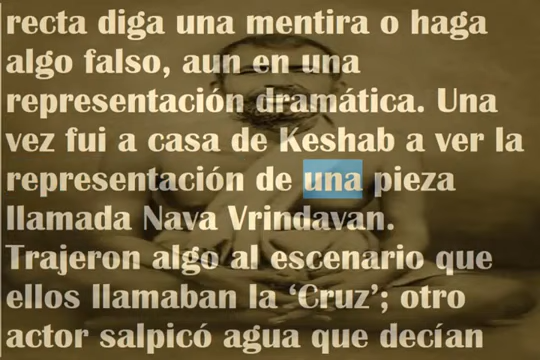 recta diga una mentira o haga
algo falso, aun en una
representación dramática. Una
vez fui a casa de Keshab a ver la
representación de una pieza
llamada Nava Vrindavan.
Trajeron algo al escenario que
ellos llamaban la ‘Cruz’; otro
actor salpicó agua que decían